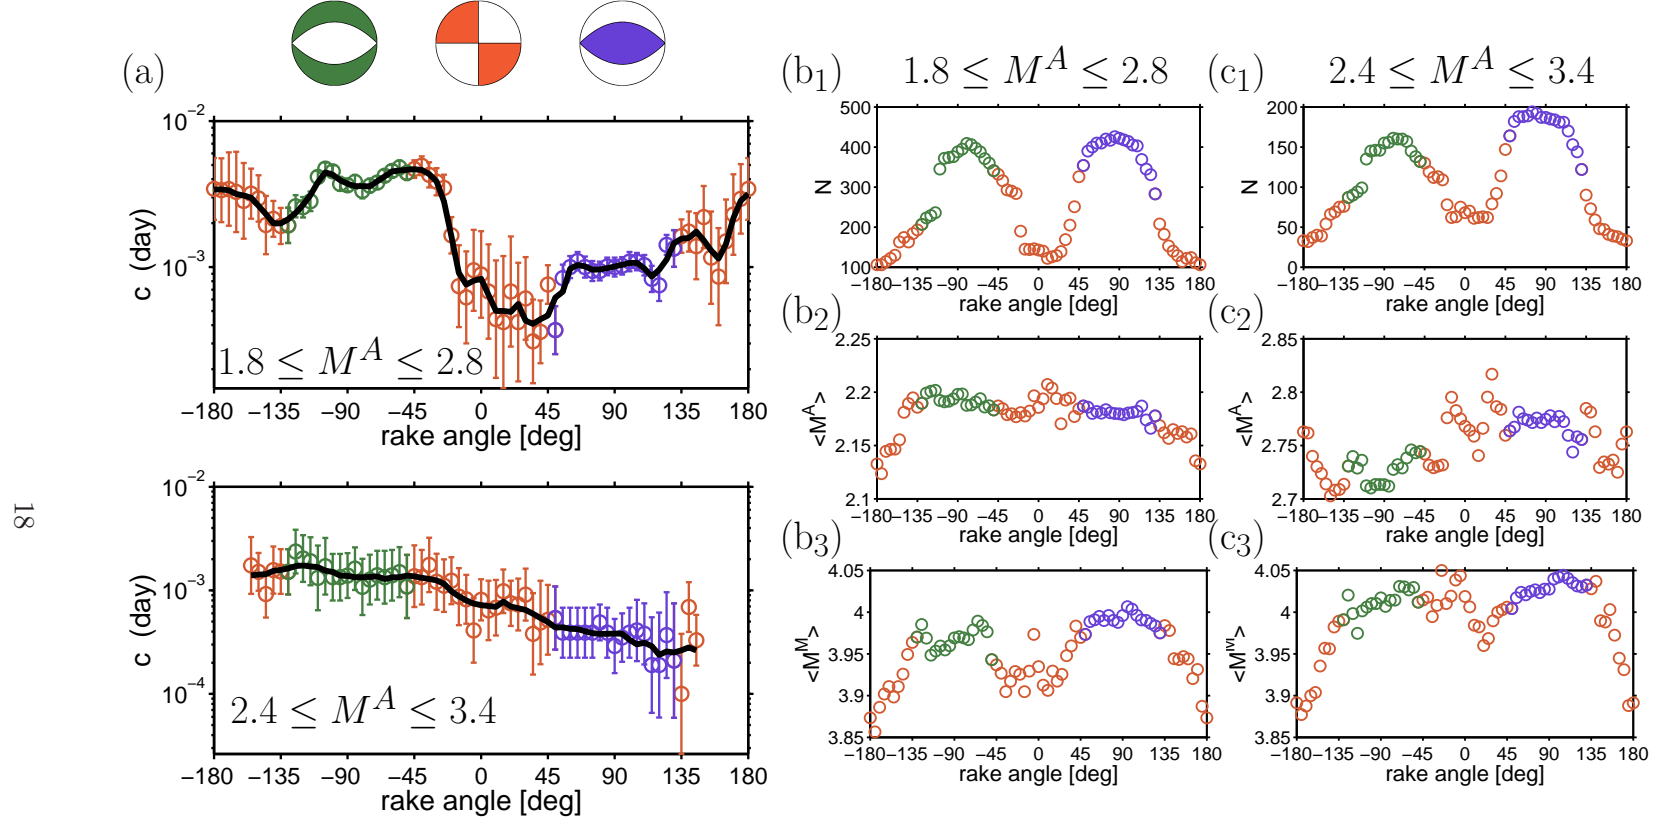 (a)
10−2
10−3
c (day)
1.8 ≤ M^A ≤ 2.8
−180 −135 −90 −45 0 45 90 135 180
rake angle [deg]
10−2
10−3
10−4
c (day)
2.4 ≤ M^A ≤ 3.4
−180 −135 −90 −45 0 45 90 135 180
rake angle [deg]
(b1) 1.8 ≤ M^A ≤ 2.8
500
400
300
200
100
N
−180 −135 −90 −45 0 45 90 135 180
rake angle [deg]
(b2)
2.25
2.2
2.15
2.1
<M^A>
−180 −135 −90 −45 0 45 90 135 180
rake angle [deg]
(b3)
4.05
4
3.95
3.9
3.85
<M^M>
−180 −135 −90 −45 0 45 90 135 180
rake angle [deg]
(c1) 2.4 ≤ M^A ≤ 3.4
200
150
100
50
0
N
−180 −135 −90 −45 0 45 90 135 180
rake angle [deg]
(c2)
2.85
2.8
2.75
2.7
<M^A>
−180 −135 −90 −45 0 45 90 135 180
rake angle [deg]
(c3)
4.05
4
3.95
3.9
3.85
<M^M>
−180 −135 −90 −45 0 45 90 135 180
rake angle [deg]
18